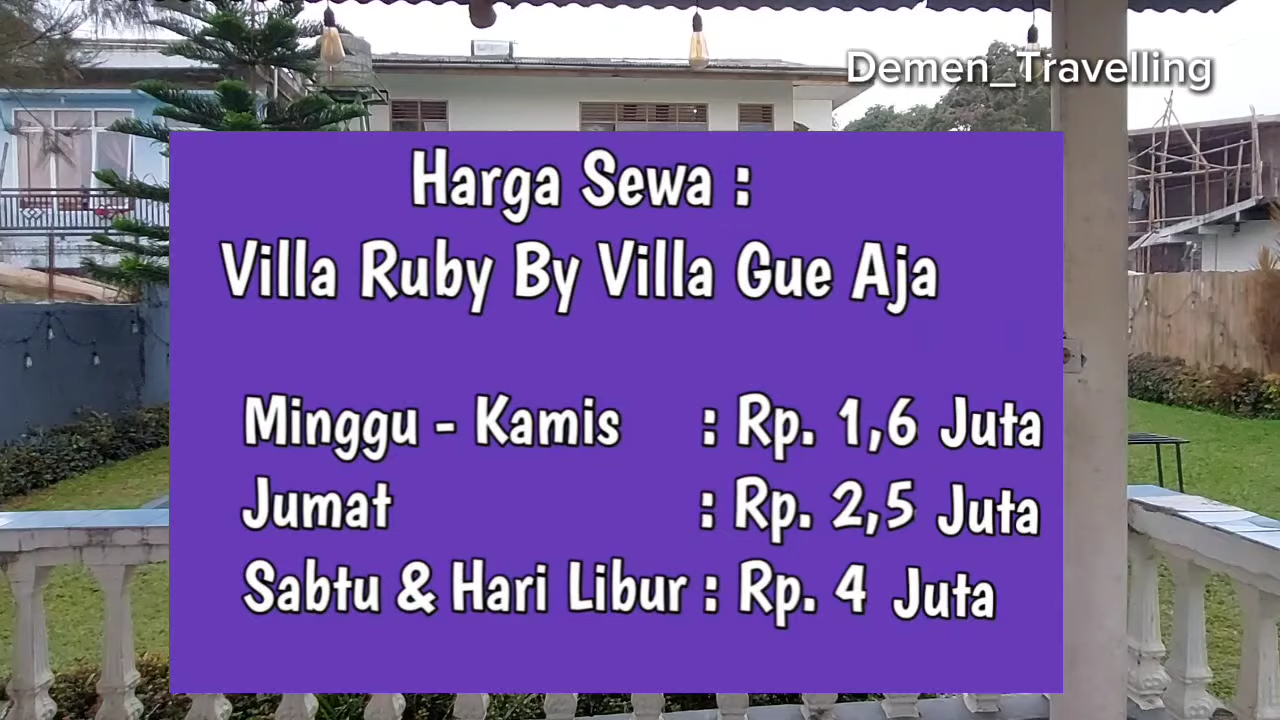 Demen_Travelling
Harga Sewa :
Villa Ruby By Villa Gue Aja
Minggu - Kamis : Rp. 1,6 Juta
Jumat : Rp. 2,5 Juta
Sabtu & Hari Libur : Rp. 4 Juta